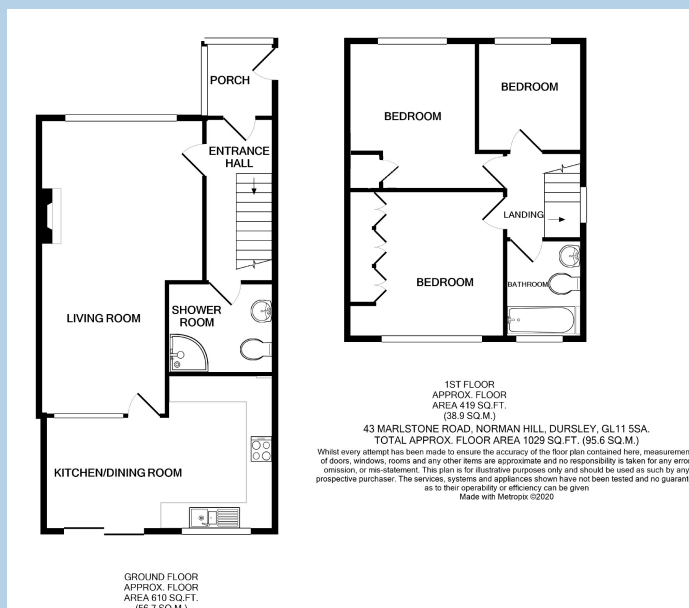 PORCH
ENTRANCE
HALL
LIVING ROOM
SHOWER
ROOM
KITCHEN/DINING ROOM
GROUND FLOOR
APPROX. FLOOR
AREA 610 SQ.FT.
(56.7 SQ.M.)
BEDROOM
BEDROOM
LANDING
BEDROOM
BATHROOM
1ST FLOOR
APPROX. FLOOR
AREA 419 SQ.FT.
(38.9 SQ.M.)
43 MARLSTONE ROAD, NORMAN HILL, DURSLEY, GL11 5SA.
TOTAL APPROX. FLOOR AREA 1029 SQ.FT. (95.6 SQ.M.)
Whilst every attempt has been made to ensure the accuracy of the floor plan contained here, measuremen
of doors, windows, rooms and any other items are approximate and no responsibility is taken for any error
omission, or mis-statement. This plan is for illustrative purposes only and should be used as such by any
prospective purchaser. The services, systems and appliances shown have not been tested and no guarant
as to their operability or efficiency can be given
Made with Metropix ©2020